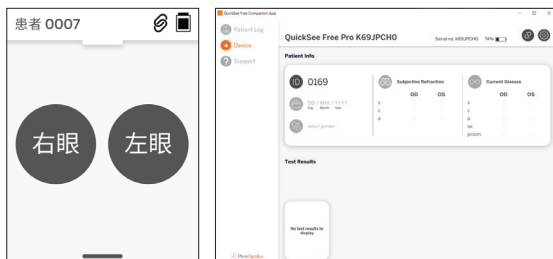 患者 0007
右眼
左眼
QuickSee Free Companion App
Patient Log
Device
Support
PlenOptika
QuickSee Free Pro K69JPCH0
Serial no. K69JPCH0 74%
Patient Info
ID 0169
DD / MM / YYYY
Day Month Year
select gender
Subjective Refraction
OD OS
s
c
a
Current Glasses
OD OS
s
c
a
se
prism
Test Results
No test results to
display